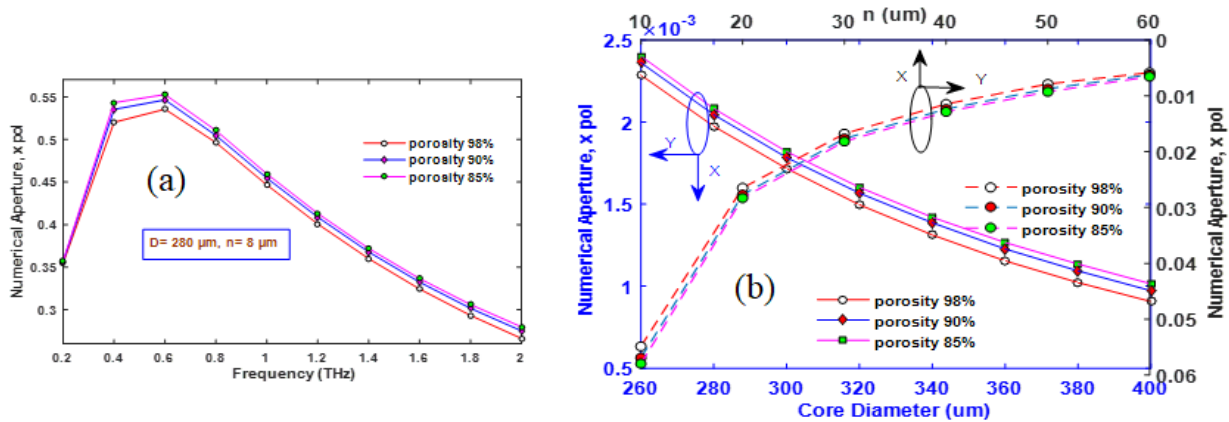 Numerical Aperture, x pol
0.55
0.5
0.45
0.4
0.35
0.3
0.2 0.4 0.6 0.8 1 1.2 1.4 1.6 1.8 2
Frequency (THz)
(a)
porosity 98%
porosity 90%
porosity 85%
D= 280 µm, n= 8 µm
n (um)
10 20 30 40 50 60
×10⁻³
Numerical Aperture, x pol
2.5
2
1.5
1
0.5
260 280 300 320 340 360 380 400
Core Diameter (um)
0
0.01
0.02
0.03
0.04
0.05
0.06
Numerical Aperture, x pol
X
Y
Y
X
porosity 98%
porosity 90%
porosity 85%
(b)
porosity 98%
porosity 90%
porosity 85%